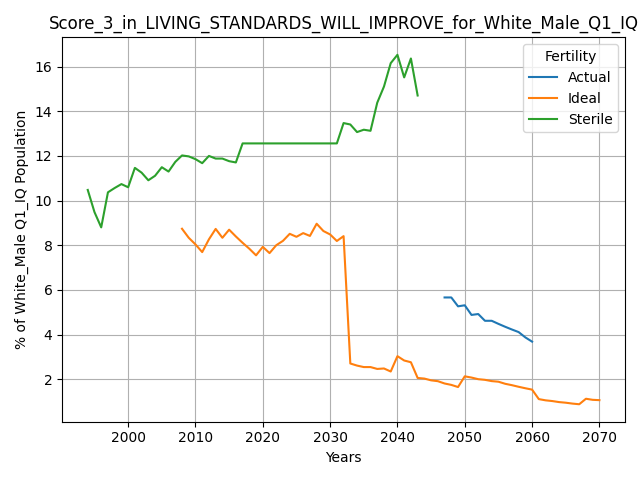 Score_3_in_LIVING_STANDARDS_WILL_IMPROVE_for_White_Male_Q1_IQ
Fertility
Actual
Ideal
Sterile
% of White_Male Q1_IQ Population
16
14
12
10
8
6
4
2
2000 2010 2020 2030 2040 2050 2060 2070
Years